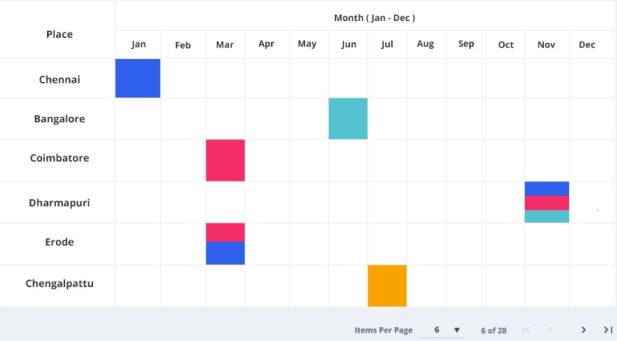 Place
Month ( Jan - Dec )
Jan Feb Mar Apr May Jun Jul Aug Sep Oct Nov Dec
Chennai
Bangalore
Coimbatore
Dharmapuri
Erode
Chengalpattu
Items Per Page 6 6 of 28